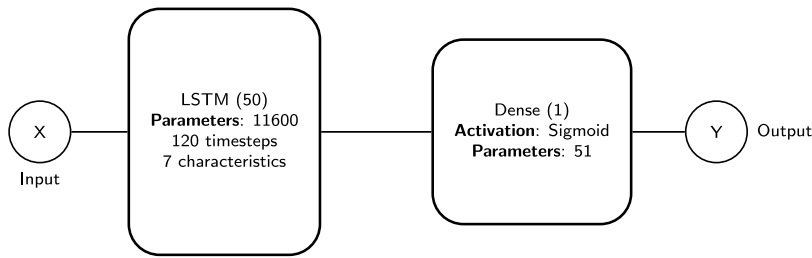 X
Input
LSTM (50)
Parameters: 11600
120 timesteps
7 characteristics
Dense (1)
Activation: Sigmoid
Parameters: 51
Y
Output